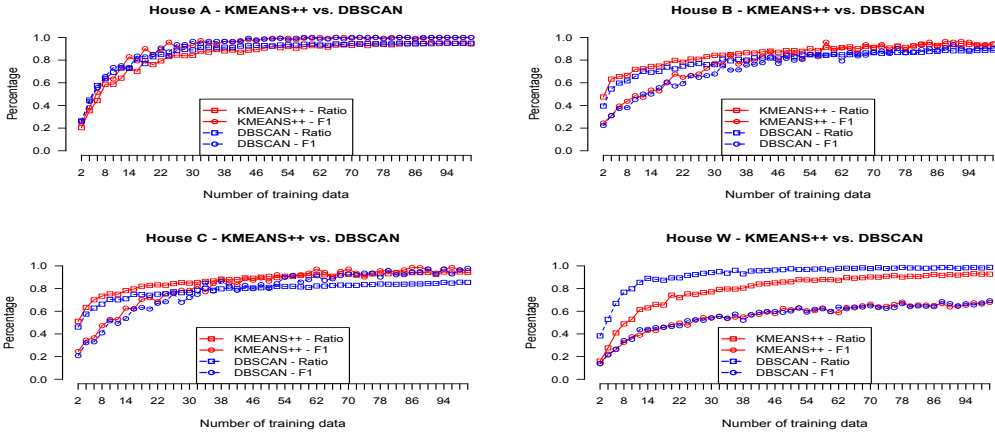 House A - KMEANS++ vs. DBSCAN
Percentage
1.0
0.8
0.6
0.4
0.2
0.0
KMEANS++ - Ratio
KMEANS++ - F1
DBSCAN - Ratio
DBSCAN - F1
2 8 14 22 30 38 46 54 62 70 78 86 94
Number of training data
House B - KMEANS++ vs. DBSCAN
Percentage
1.0
0.8
0.6
0.4
0.2
0.0
KMEANS++ - Ratio
KMEANS++ - F1
DBSCAN - Ratio
DBSCAN - F1
2 8 14 22 30 38 46 54 62 70 78 86 94
Number of training data
House C - KMEANS++ vs. DBSCAN
Percentage
1.0
0.8
0.6
0.4
0.2
0.0
KMEANS++ - Ratio
KMEANS++ - F1
DBSCAN - Ratio
DBSCAN - F1
2 8 14 22 30 38 46 54 62 70 78 86 94
Number of training data
House W - KMEANS++ vs. DBSCAN
Percentage
1.0
0.8
0.6
0.4
0.2
0.0
KMEANS++ - Ratio
KMEANS++ - F1
DBSCAN - Ratio
DBSCAN - F1
2 8 14 22 30 38 46 54 62 70 78 86 94
Number of training data